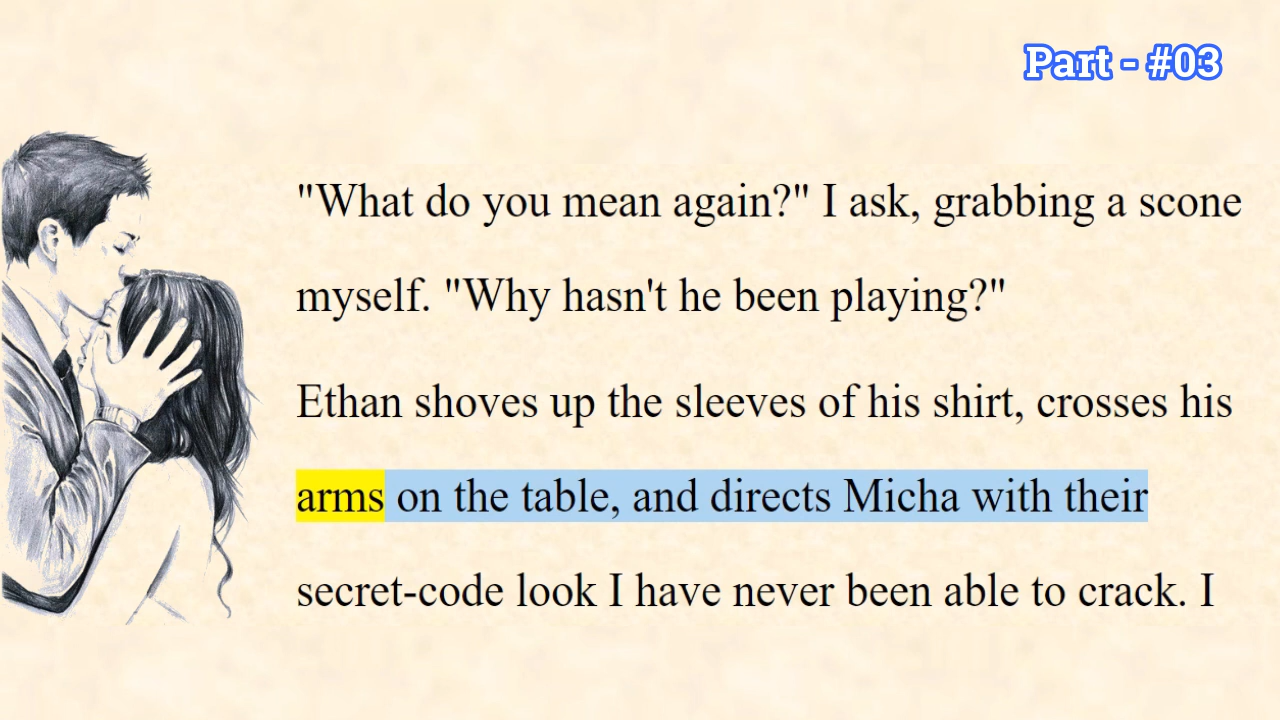 Part - #03
"What do you mean again?" I ask, grabbing a scone
myself. "Why hasn't he been playing?"
Ethan shoves up the sleeves of his shirt, crosses his
arms on the table, and directs Micha with their
secret-code look I have never been able to crack. I